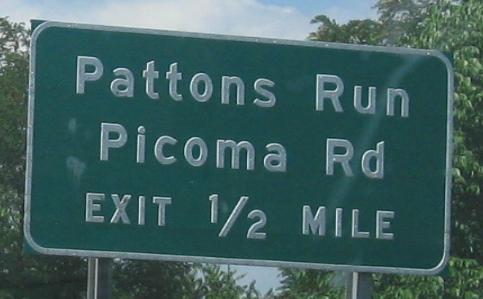 Pattons Run
Picoma Rd
EXIT 1/2 MILE